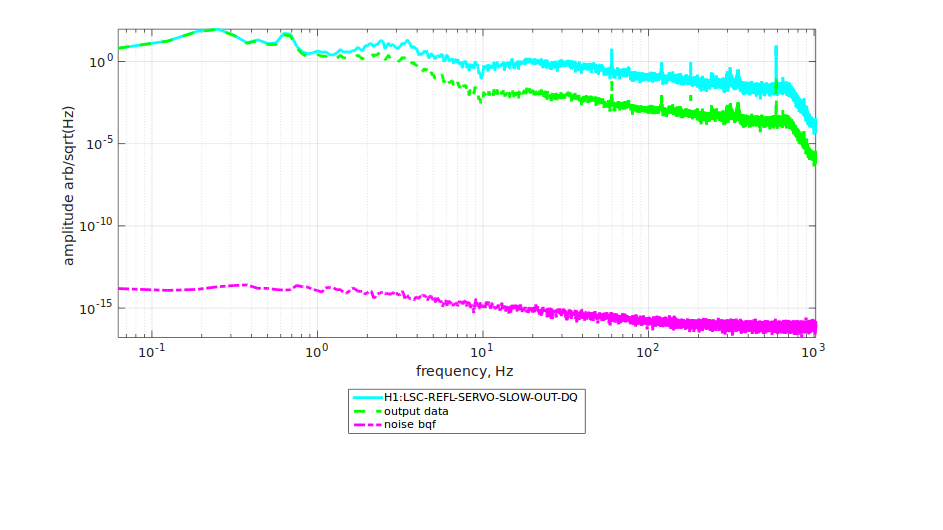 10^0
10^-5
10^-10
10^-15
amplitude arb/sqrt(Hz)
10^-1 10^0 10^1 10^2 10^3
frequency, Hz
H1:LSC-REFL-SERVO-SLOW-OUT-DQ
output data
noise bqf